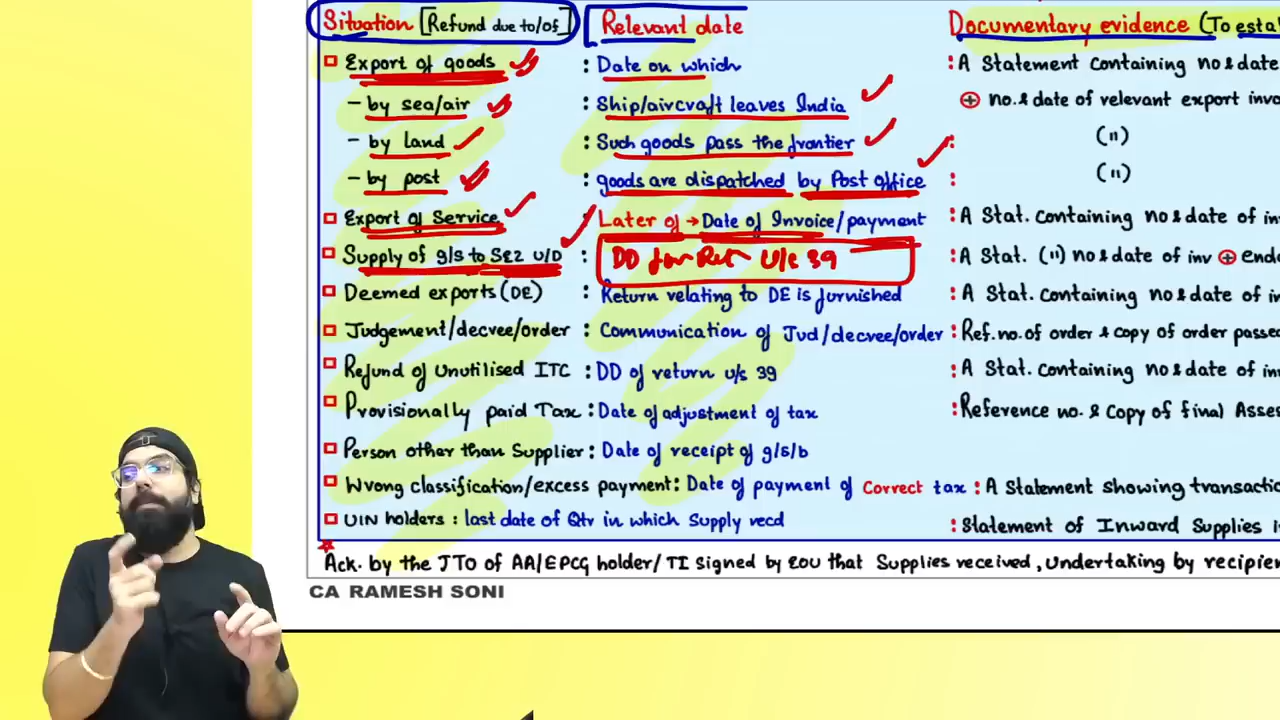 Situation [Refund due to/of] Relevant date Documentary evidence (To esta
Export of goods : Date on which : A Statement containing no & date
- by sea/air : Ship/aircraft leaves India ⊕ no. & date of relevant export invo
- by land : Such goods pass the frontier : (")
- by post : goods are dispatched by Post office : (")
Export of Service : Later of → Date of Invoice/payment : A Stat. containing no & date of in
Supply of g/s to SEZ U/D : DD for Ret U/s 39 : A Stat. (") no & date of inv ⊕ endo
Deemed exports (DE) : Return relating to DE is furnished : A Stat. containing no & date of in
Judgement/decree/order : Communication of Jud/decree/order : Ref. no. of order & copy of order passe
Refund of Unutilised ITC : DD of return u/s 39 : A Stat. containing no & date of in
Provisionally paid Tax : Date of adjustment of tax : Reference no. & Copy of final Asses
Person other than Supplier : Date of receipt of g/s/b
Wrong classification/excess payment : Date of payment of Correct tax : A Statement showing transactio
UIN holders : last date of Qtr in which Supply recd : Statement of Inward Supplies i
* Ack. by the JTO of AA/EPCG holder/ TI signed by EOU that Supplies received, undertaking by recipien
CA RAMESH SONI